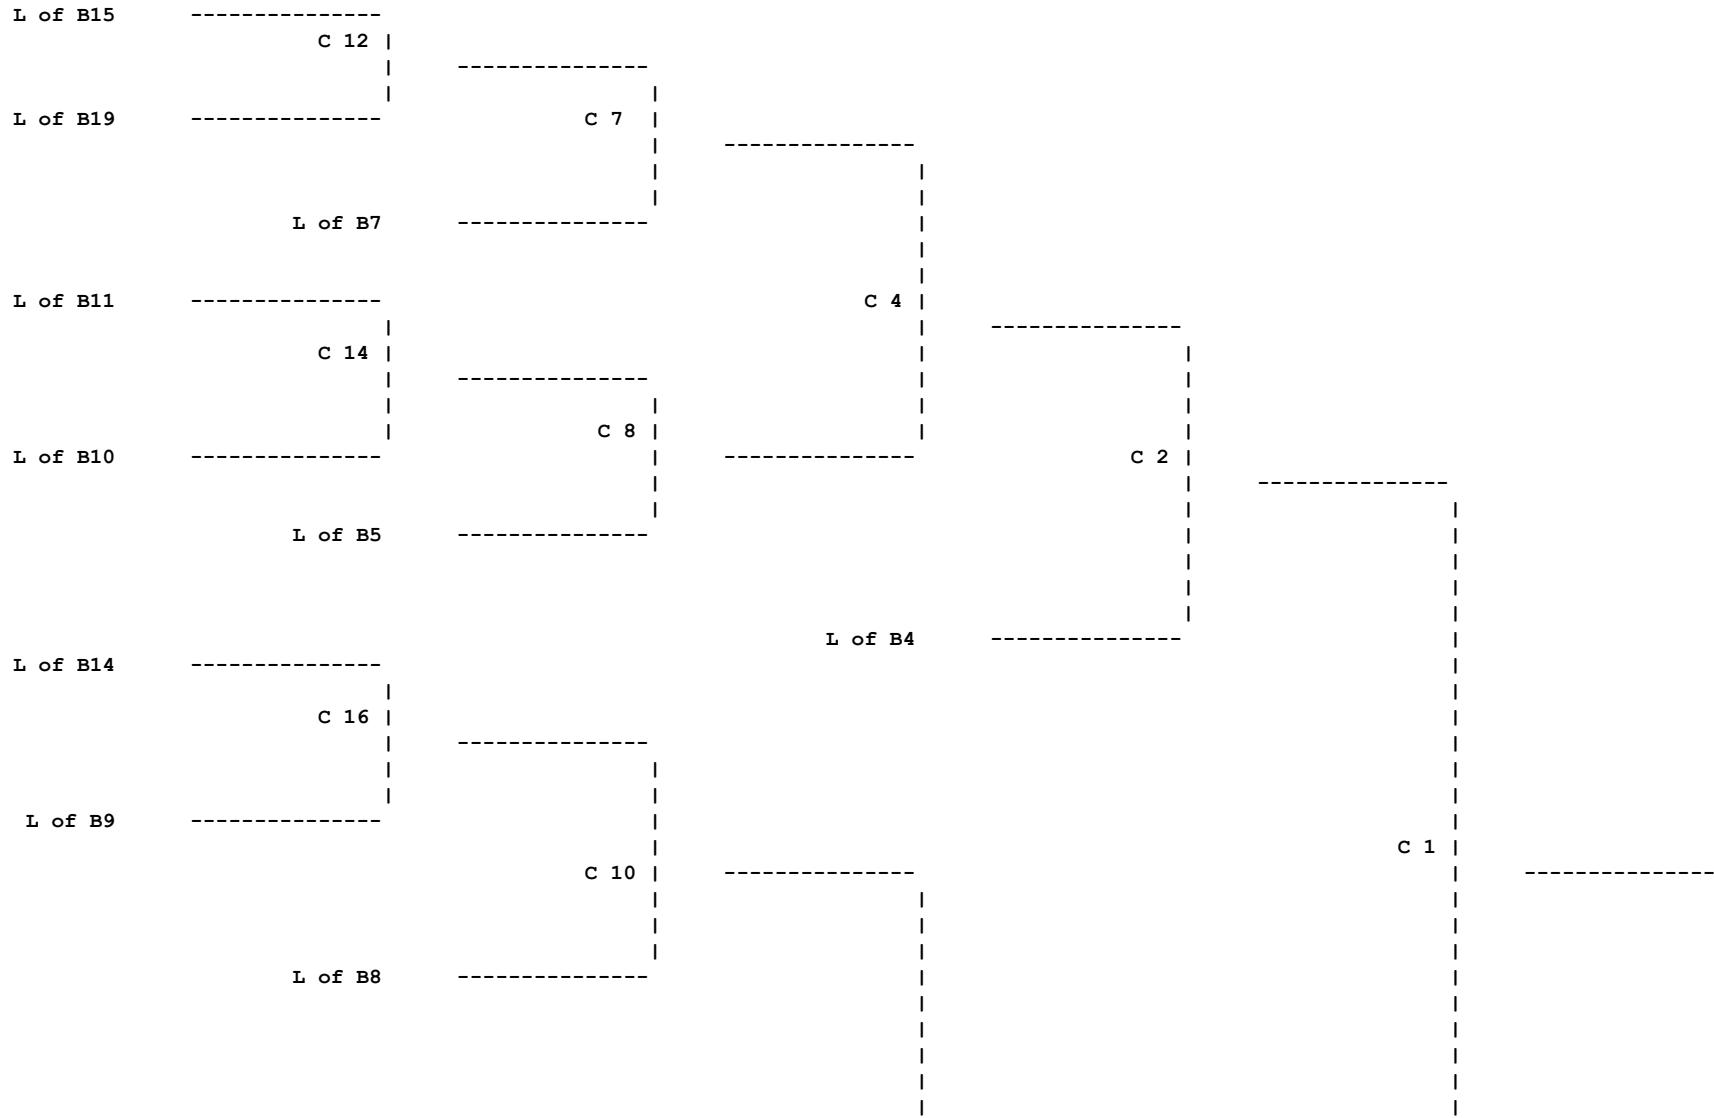 L of B15
C 12
L of B19
C 7
L of B7
L of B11
C 4
C 14
C 8
L of B10
C 2
L of B5
L of B4
L of B14
C 16
L of B9
C 1
C 10
L of B8